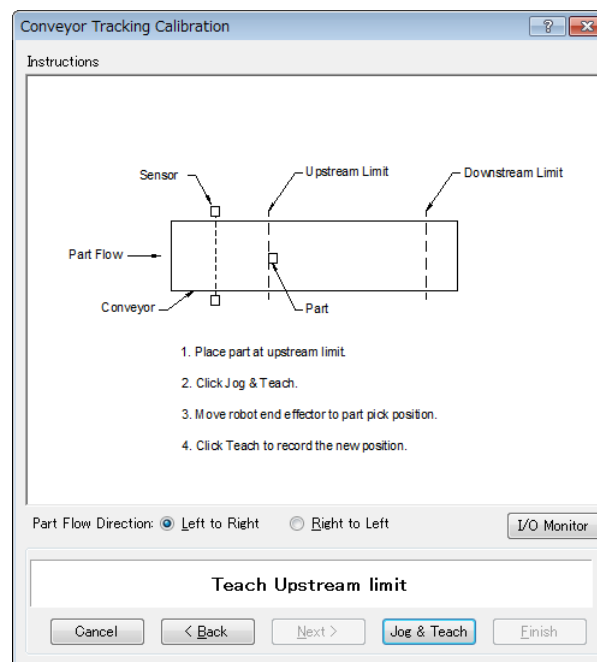 Conveyor Tracking Calibration
Instructions
Sensor
Upstream Limit
Downstream Limit
Part Flow
Conveyor
Part
1. Place part at upstream limit.
2. Click Jog & Teach.
3. Move robot end effector to part pick position.
4. Click Teach to record the new position.
Part Flow Direction: Left to Right Right to Left I/O Monitor
Teach Upstream limit
Cancel < Back Next > Jog & Teach Finish